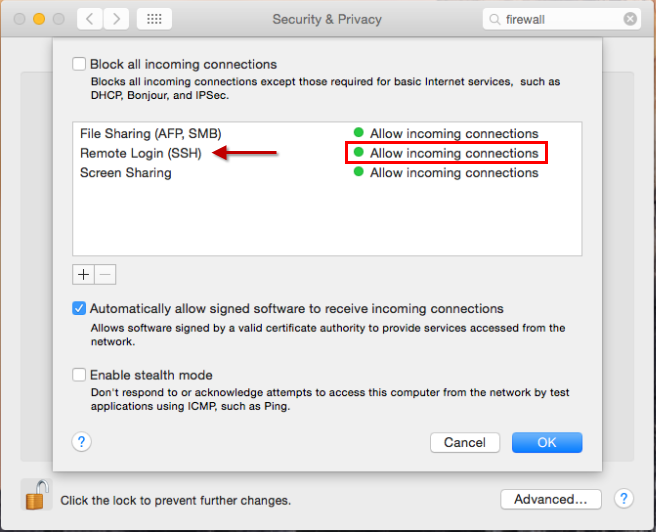 Security & Privacy
firewall
Block all incoming connections
Blocks all incoming connections except those required for basic Internet services, such as
DHCP, Bonjour, and IPSec.
File Sharing (AFP, SMB) Allow incoming connections
Remote Login (SSH) Allow incoming connections
Screen Sharing Allow incoming connections
+ −
Automatically allow signed software to receive incoming connections
Allows software signed by a valid certificate authority to provide services accessed from the
network.
Enable stealth mode
Don't respond to or acknowledge attempts to access this computer from the network by test
applications using ICMP, such as Ping.
? Cancel OK
Click the lock to prevent further changes. Advanced... ?